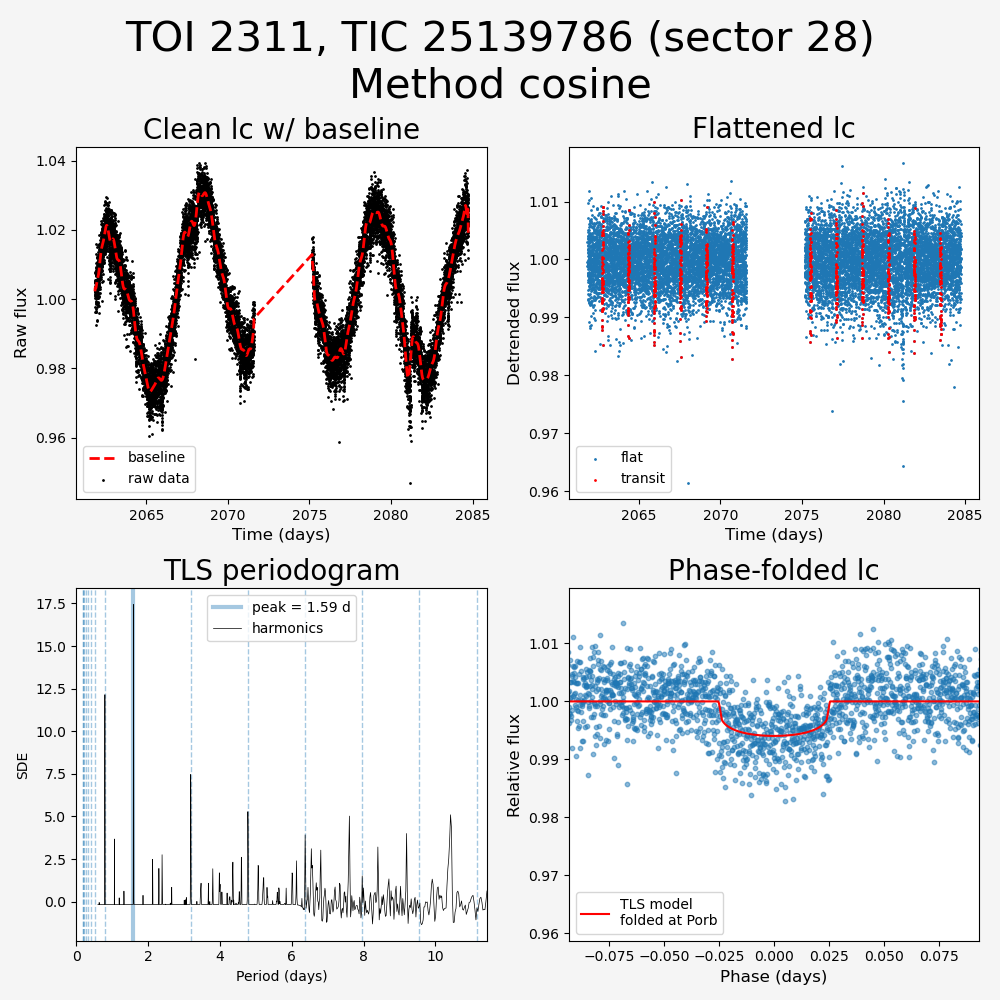 TOI 2311, TIC 25139786 (sector 28)
Method cosine
Clean lc w/ baseline
Flattened lc
Raw flux
1.04
1.02
1.00
0.98
0.96
baseline
raw data
2065
2070
2075
2080
2085
Time (days)
Detrended flux
1.01
1.00
0.99
0.98
0.97
0.96
flat
transit
2065
2070
2075
2080
2085
Time (days)
TLS periodogram
Phase-folded lc
SDE
17.5
15.0
12.5
10.0
7.5
5.0
2.5
0.0
peak = 1.59 d
harmonics
0
2
4
6
8
10
Period (days)
Relative flux
1.01
1.00
0.99
0.98
0.97
0.96
TLS model
folded at Porb
−0.075
−0.050
−0.025
0.000
0.025
0.050
0.075
Phase (days)